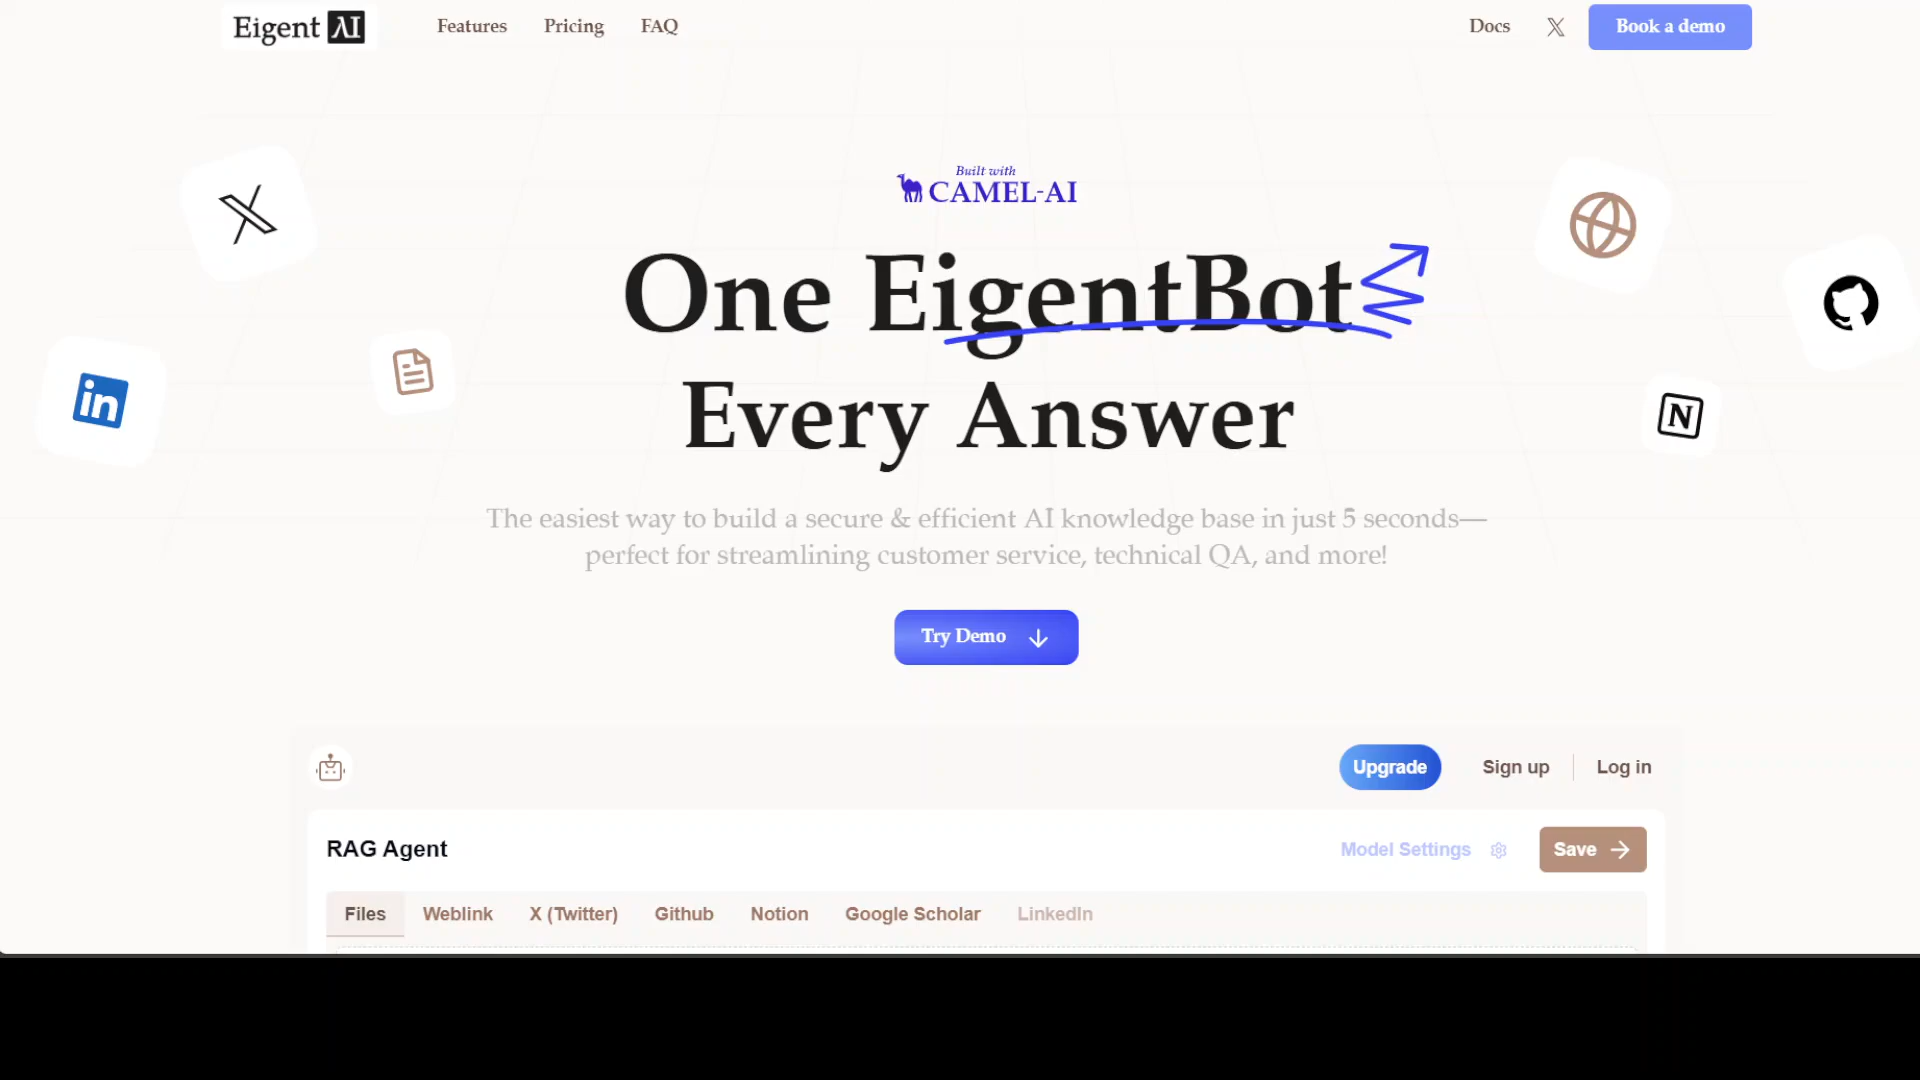 Eigent AI
Features
Pricing
FAQ
Docs
Book a demo
Built with
CAMEL-AI
One EigentBot
Every Answer
The easiest way to build a secure & efficient AI knowledge base in just 5 seconds—
perfect for streamlining customer service, technical QA, and more!
Try Demo
Upgrade
Sign up
Log in
RAG Agent
Model Settings
Save
Files
Weblink
X (Twitter)
Github
Notion
Google Scholar
LinkedIn